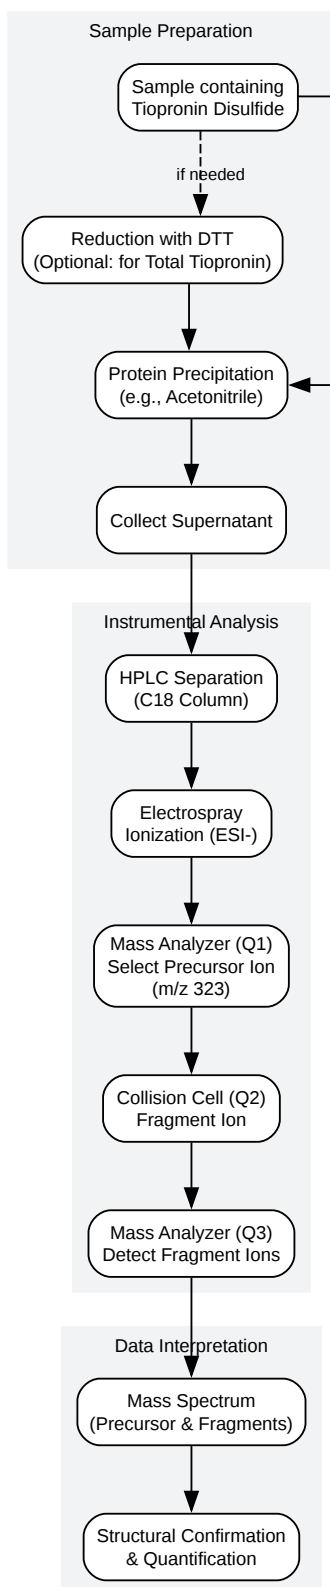 Sample Preparation
Sample containing
Tiopronin Disulfide
if needed
Reduction with DTT
(Optional: for Total Tiopronin)
Protein Precipitation
(e.g., Acetonitrile)
Collect Supernatant
Instrumental Analysis
HPLC Separation
(C18 Column)
Electrospray
Ionization (ESI-)
Mass Analyzer (Q1)
Select Precursor Ion
(m/z 323)
Collision Cell (Q2)
Fragment Ion
Mass Analyzer (Q3)
Detect Fragment Ions
Data Interpretation
Mass Spectrum
(Precursor & Fragments)
Structural Confirmation
& Quantification